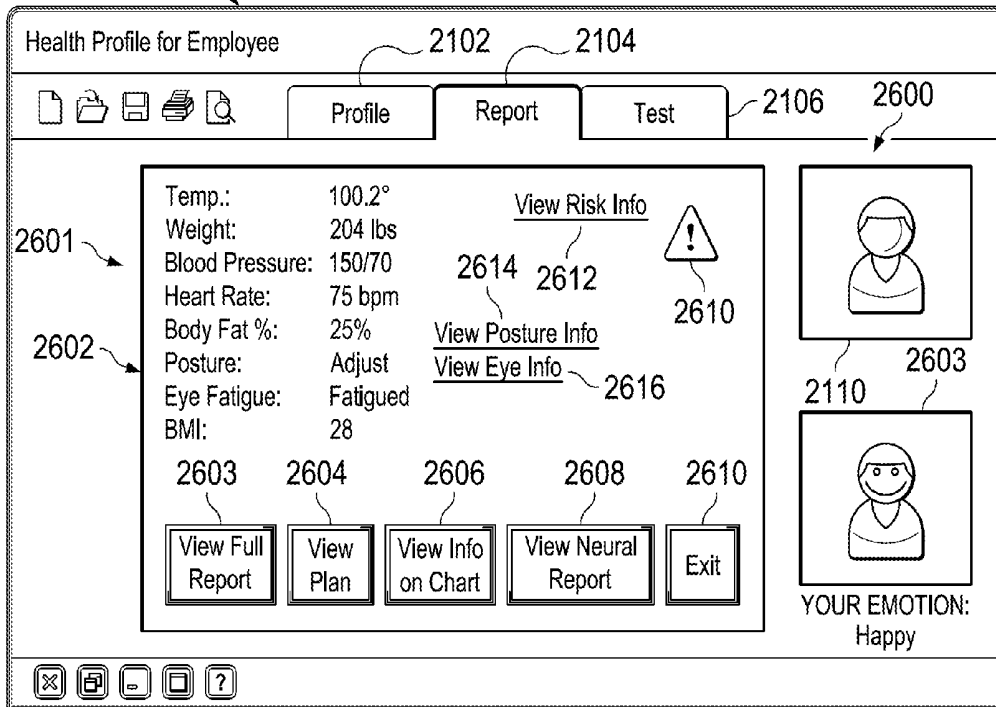 Health Profile for Employee
2102
2104
Profile
Report
Test
2106
2600
2601
2602
Temp.: 100.2°
Weight: 204 lbs
Blood Pressure: 150/70
Heart Rate: 75 bpm
Body Fat %: 25%
Posture: Adjust
Eye Fatigue: Fatigued
BMI: 28
View Risk Info
!
2614
2612
2610
View Posture Info
View Eye Info
2616
2110
2603
2603
2604
2606
2608
2610
View Full
Report
View
Plan
View Info
on Chart
View Neural
Report
Exit
YOUR EMOTION:
Happy
?